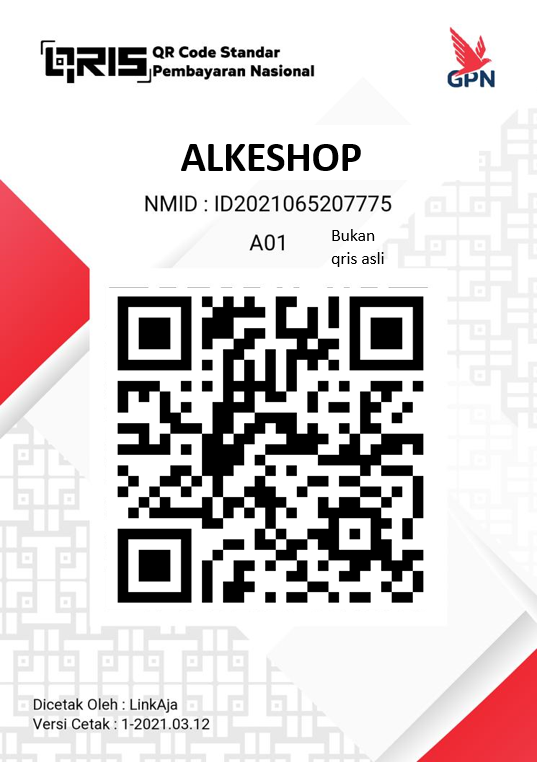 QRIS QR Code Standar
Pembayaran Nasional
GPN
ALKESHOP
NMID : ID2021065207775
A01
Bukan
qris asli
Dicetak Oleh : LinkAja
Versi Cetak : 1-2021.03.12